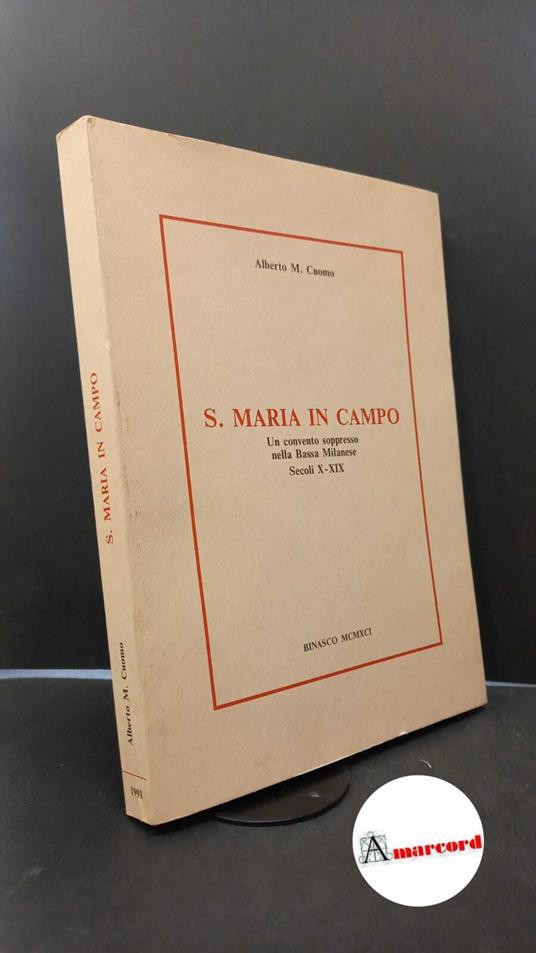 Alberto M. Cuomo
S. MARIA IN CAMPO
Un convento soppresso
nella Bassa Milanese
Secoli X-XIX
BINASCO MCMXCI
S. MARIA IN CAMPO
Alberto M. Cuomo
1991
Amarcord